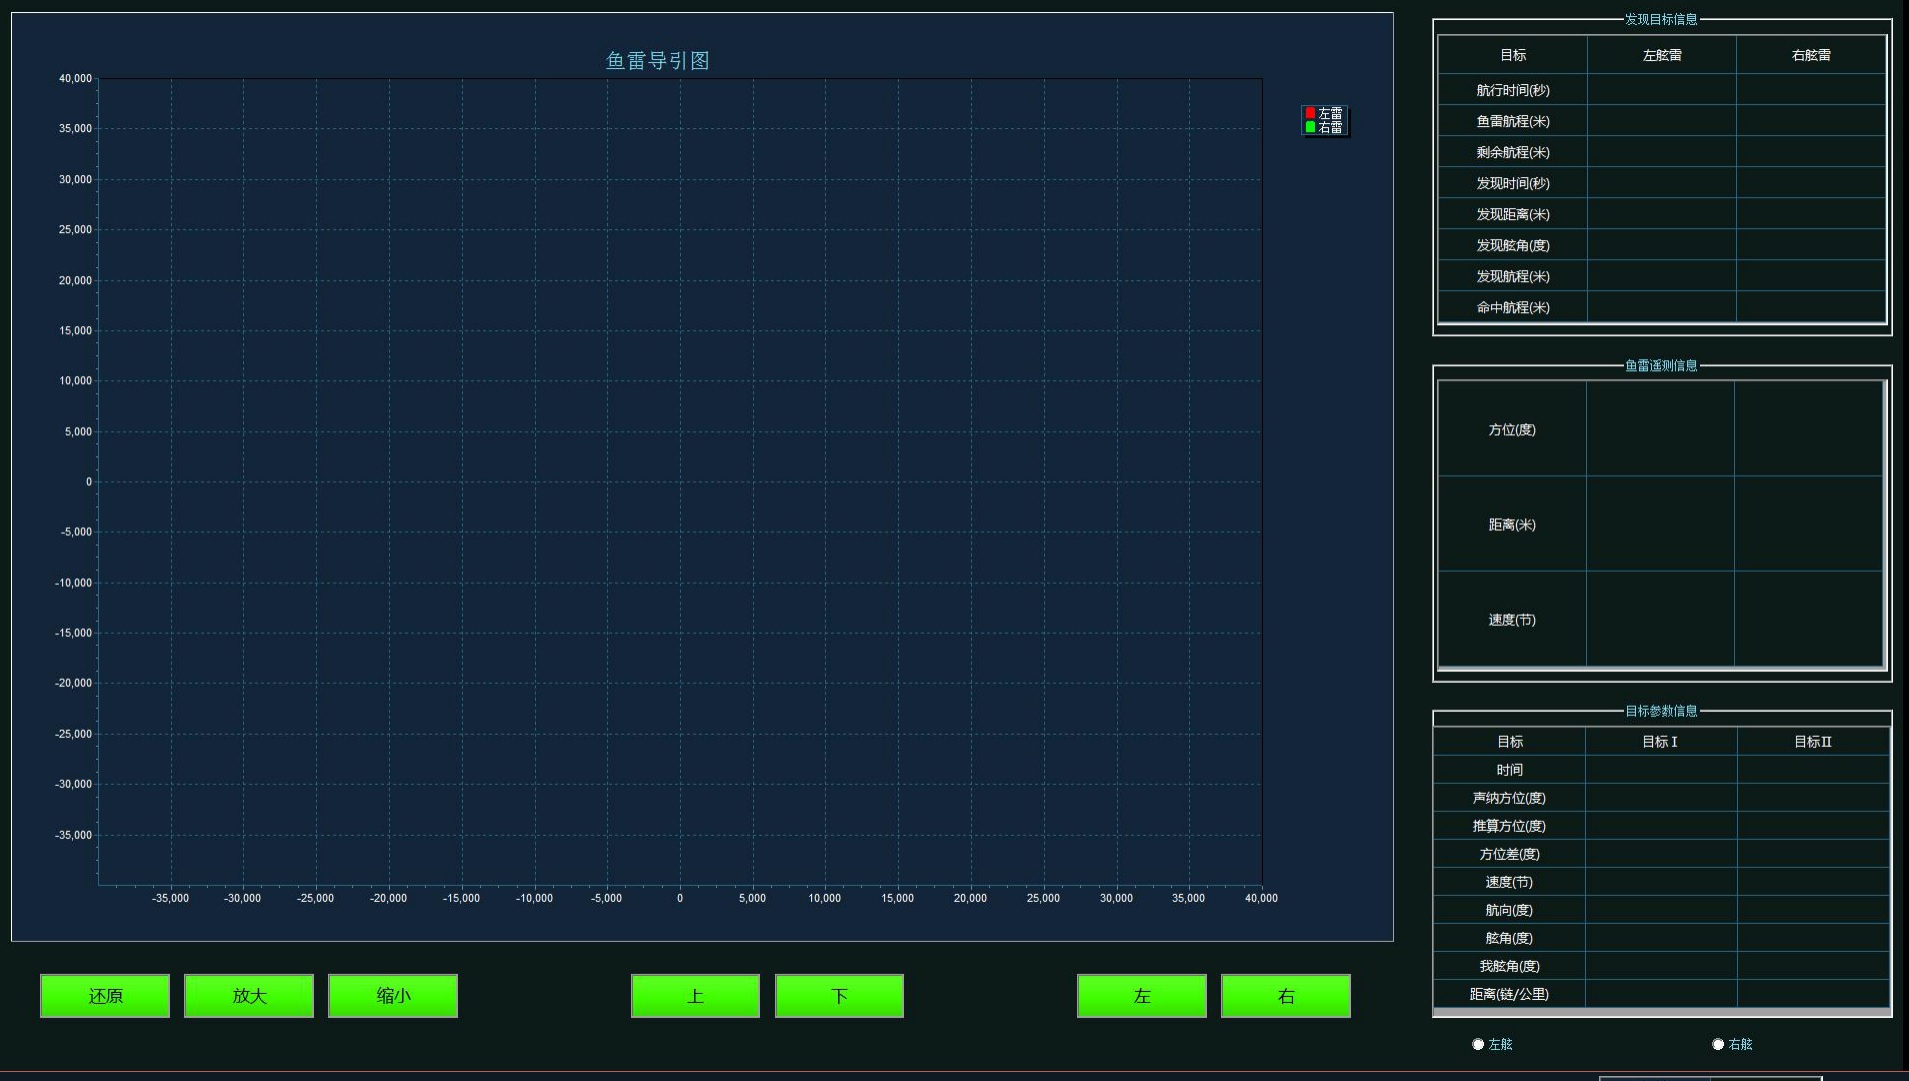 鱼雷导引图
40,000
35,000
30,000
25,000
20,000
15,000
10,000
5,000
0
-5,000
-10,000
-15,000
-20,000
-25,000
-30,000
-35,000
-35,000 -30,000 -25,000 -20,000 -15,000 -10,000 -5,000 0 5,000 10,000 15,000 20,000 25,000 30,000 35,000 40,000
左雷
右雷
还原 放大 缩小 上 下 左 右
发现目标信息
目标 左舷雷 右舷雷
航行时间(秒)
鱼雷航程(米)
剩余航程(米)
发现时间(秒)
发现距离(米)
发现舷角(度)
发现航程(米)
命中航程(米)
鱼雷遥测信息
方位(度)
距离(米)
速度(节)
目标参数信息
目标 目标Ⅰ 目标Ⅱ
时间
声纳方位(度)
推算方位(度)
方位差(度)
速度(节)
航向(度)
舷角(度)
我舷角(度)
距离(链/公里)
左舷 右舷